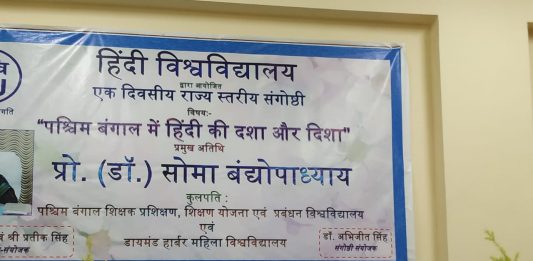 हिंदी विश्वविद्यालय
द्वारा आयोजित
एक दिवसीय राज्य स्तरीय संगोष्ठी
विषय:-
"पश्चिम बंगाल में हिंदी की दशा और दिशा"
प्रमुख अतिथि
प्रो. (डॉ.) सोमा बंद्योपाध्याय
कुलपति :
पश्चिम बंगाल शिक्षक प्रशिक्षण, शिक्षण योजना एवं प्रबंधन विश्वविद्यालय
एवं
डायमंड हार्बर महिला विश्वविद्यालय
श्री प्रतीक सिंह
डॉ. अभिजीत सिंह
संगोष्ठी संयोजक